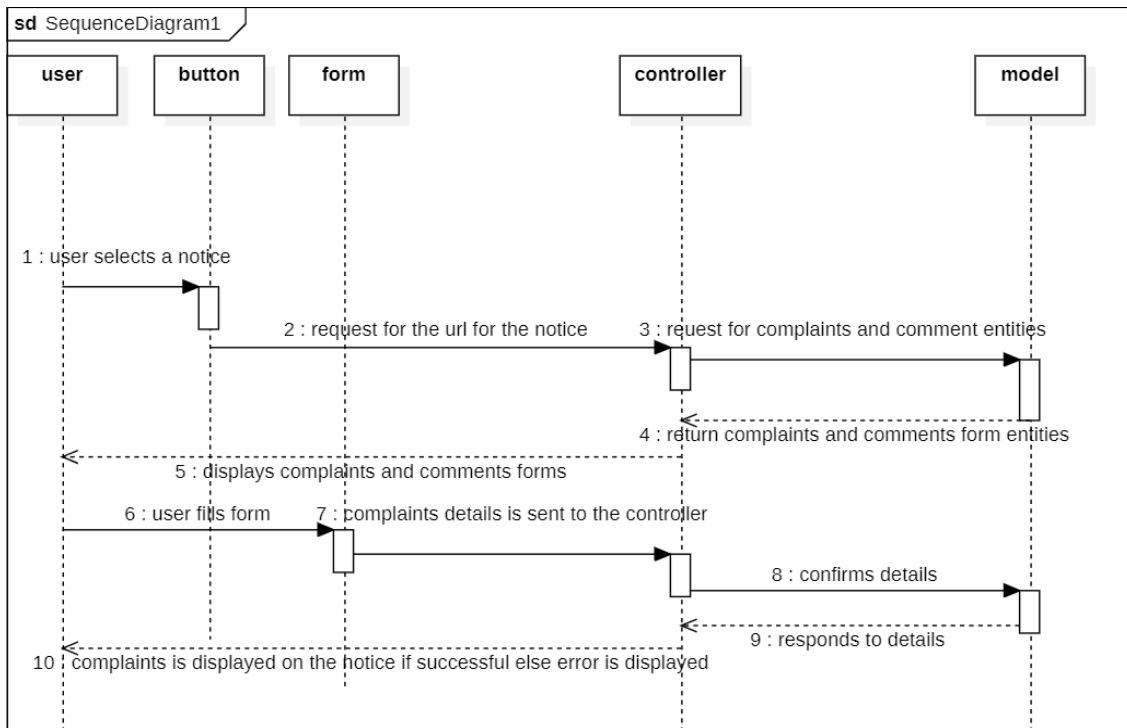 sd SequenceDiagram1
user
button
form
controller
model
1 : user selects a notice
2 : request for the url for the notice
3 : reuest for complaints and comment entities
4 : return complaints and comments form entities
5 : displays complaints and comments forms
6 : user fills form
7 : complaints details is sent to the controller
8 : confirms details
9 : responds to details
10 : complaints is displayed on the notice if successful else error is displayed